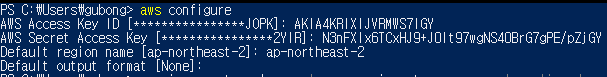 PS C:\Users\gubong> aws configure
AWS Access Key ID [****************JOPK]: AKIA4KRIXIJVRMWS7IGY
AWS Secret Access Key [****************2YIR]: 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
Default region name [ap-northeast-2]: ap-northeast-2
Default output format [None]: